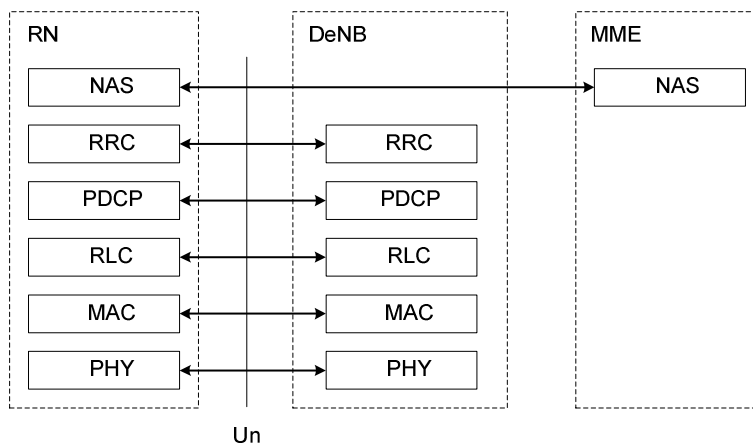 RN DeNB MME
NAS NAS
RRC RRC
PDCP PDCP
RLC RLC
MAC MAC
PHY PHY
Un